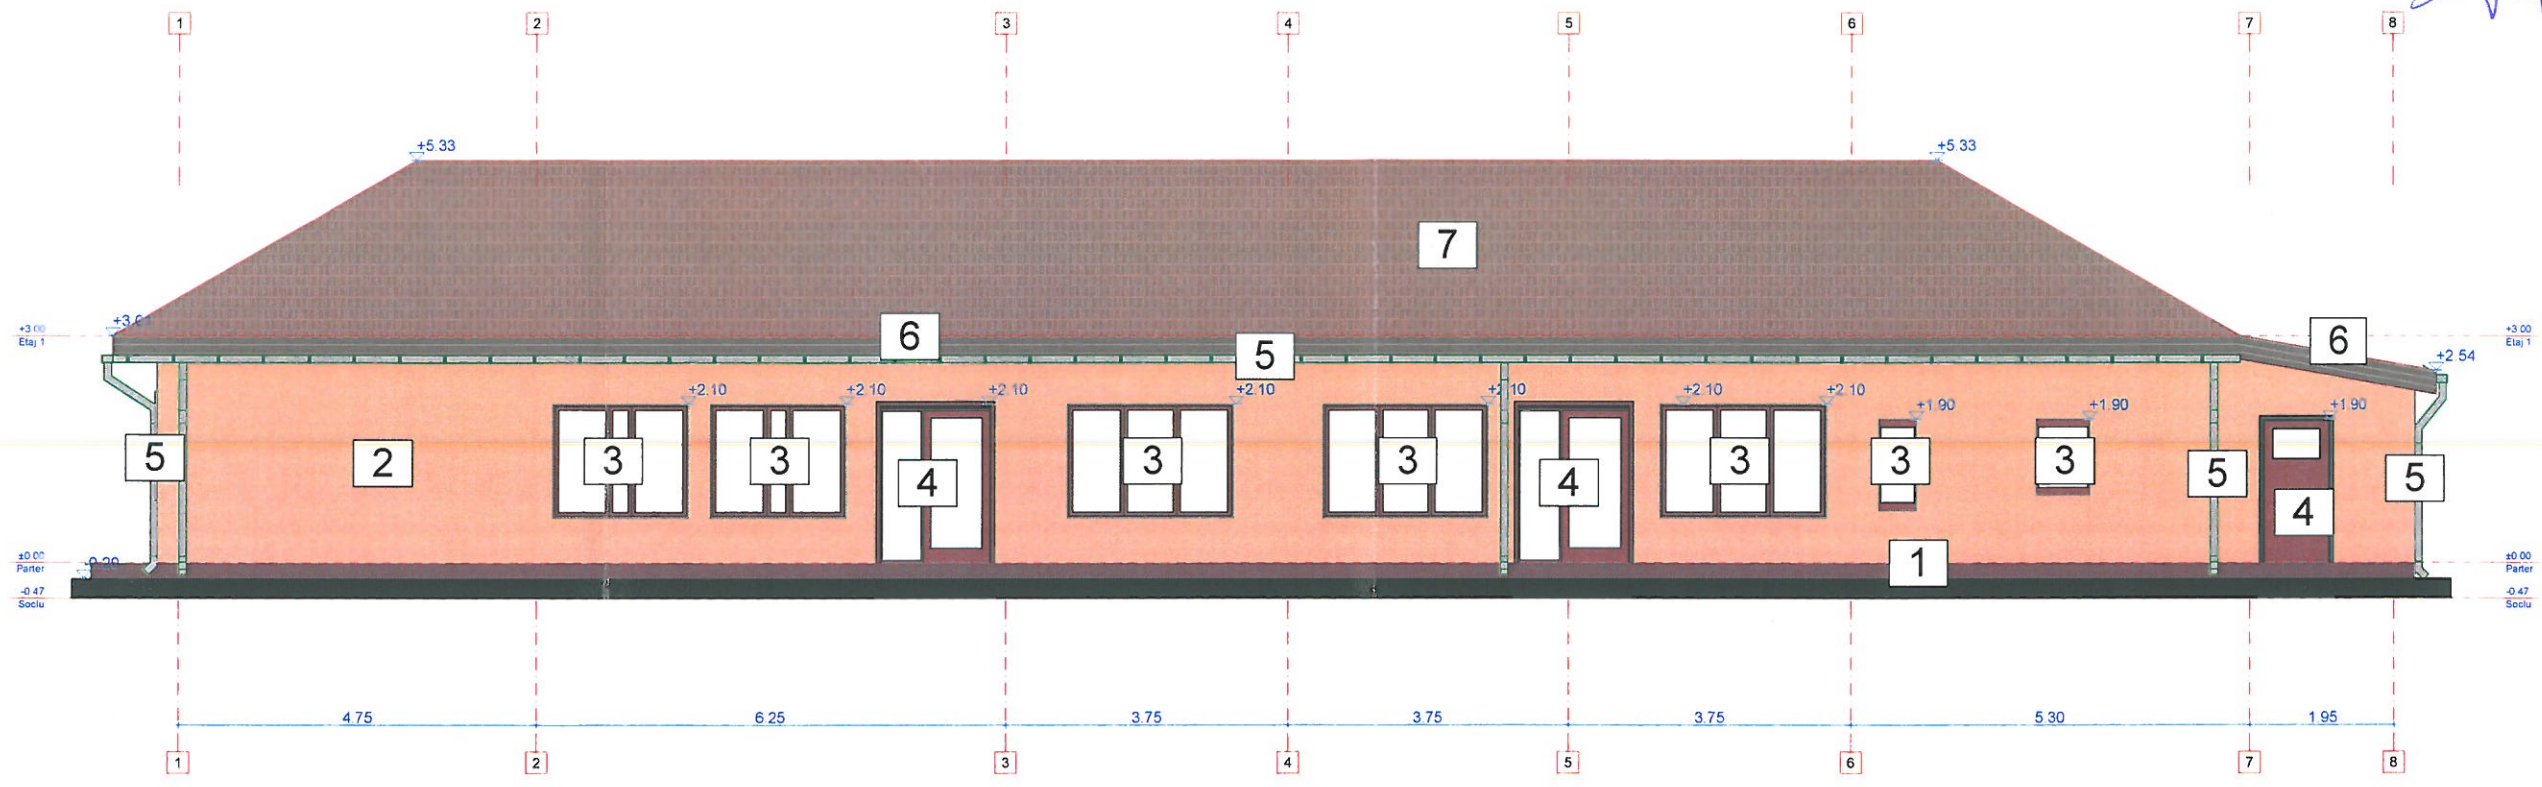 1 2 3 4 5 6 7 8
+5.33 +5.33
7
+3.00 +3.01 6 5 6 +3.00
Etaj 1 Etaj 1
+2.54
+2.10 +2.10 +2.10 +2.10 +2.10 +2.10 +2.10 +1.90 +1.90 +1.90
5 2 3 3 4 3 3 4 3 3 3 5 4 5
±0.00 1 ±0.00
Parter Parter
-0.47 -0.47
Soclu Soclu
4.75 6.25 3.75 3.75 3.75 5.30 1.95
1 2 3 4 5 6 7 8